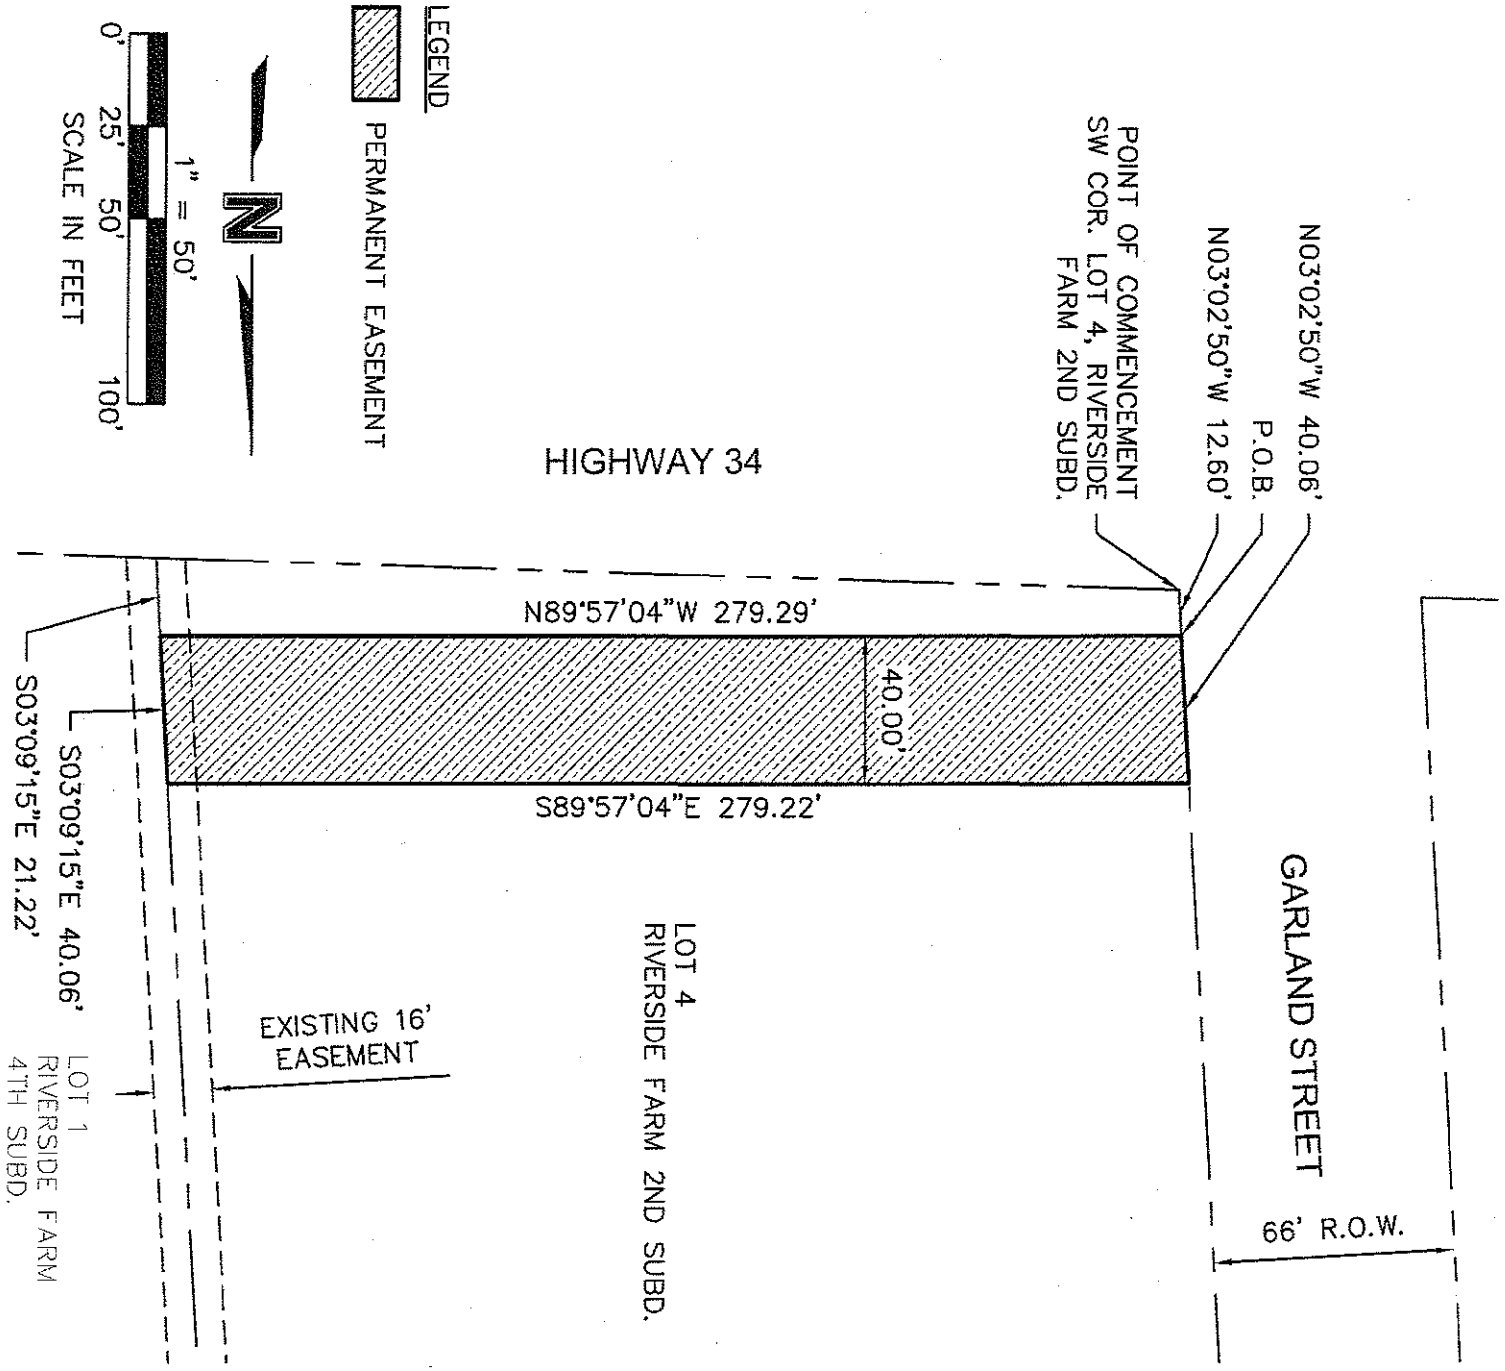 LEGEND
PERMANENT EASEMENT
N
1" = 50'
0' 25' 50' 100'
SCALE IN FEET
N03°02'50"W 40.06'
P.O.B.
N03°02'50"W 12.60'
POINT OF COMMENCEMENT
SW COR. LOT 4, RIVERSIDE
FARM 2ND SUBD.
HIGHWAY 34
N89°57'04"W 279.29'
40.00'
S89°57'04"E 279.22'
GARLAND STREET
66' R.O.W.
LOT 4
RIVERSIDE FARM 2ND SUBD.
EXISTING 16'
EASEMENT
S03°09'15"E 40.06'
S03°09'15"E 21.22'
LOT 1
RIVERSIDE FARM
4TH SUBD.